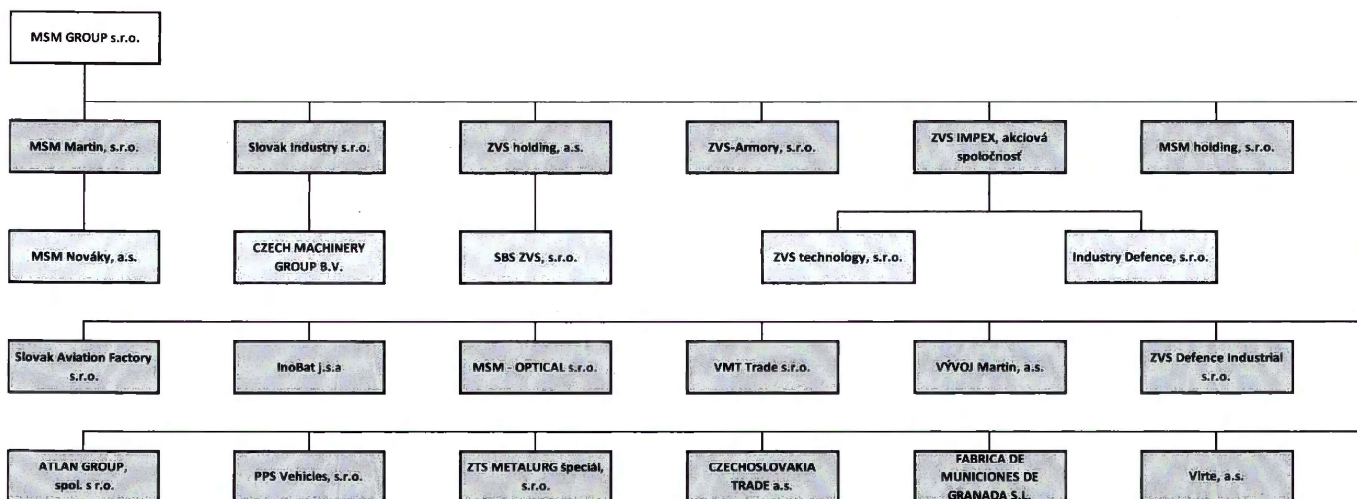 MSM GROUP s.r.o.
MSM Martin, s.r.o.
Slovak Industry s.r.o.
ZVS holding, a.s.
ZVS-Armory, s.r.o.
ZVS IMPEX, akciová
spoločnosť
MSM holding, s.r.o.
MSM Nováky, a.s.
CZECH MACHINERY
GROUP B.V.
SBS ZVS, s.r.o.
ZVS technology, s.r.o.
Industry Defence, s.r.o.
Slovak Aviation Factory
s.r.o.
InoBat j.s.a
MSM - OPTICAL s.r.o.
VMT Trade s.r.o.
VÝVOJ Martin, a.s.
ZVS Defence Industrial
s.r.o.
ATLAN GROUP,
spol. s r.o.
PPS Vehicles, s.r.o.
ZTS METALURG špeciál,
s.r.o.
CZECHOSLOVAKIA
TRADE a.s.
FABRICA DE
MUNICIONES DE
GRANADA S.L.
Virte, a.s.